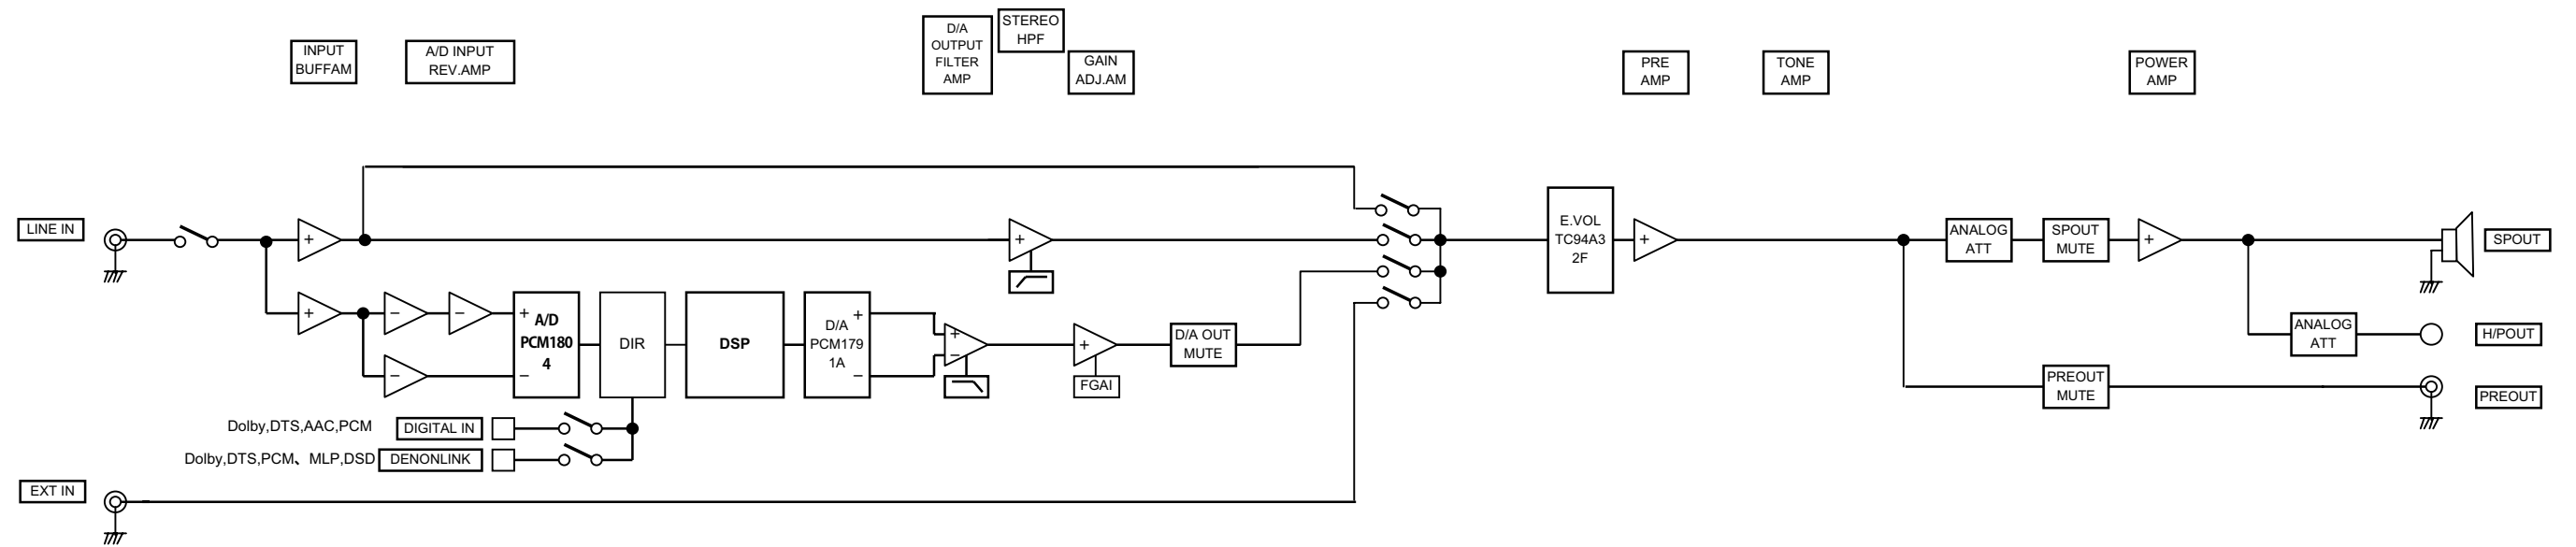 INPUT
BUFFAM
A/D INPUT
REV.AMP
D/A
OUTPUT
FILTER
AMP
STEREO
HPF
GAIN
ADJ.AM
PRE
AMP
TONE
AMP
POWER
AMP
LINE IN
+
+
E.VOL
TC94A3
2F
+
ANALOG
ATT
SPOUT
MUTE
+
SPOUT
+
−
−
+
A/D
PCM180
4
−
−
DIR
DSP
D/A
PCM179
1A
+
−
+
−
+
FGAI
D/A OUT
MUTE
ANALOG
ATT
H/POUT
PREOUT
MUTE
PREOUT
Dolby,DTS,AAC,PCM
DIGITAL IN
Dolby,DTS,PCM、MLP,DSD
DENONLINK
EXT IN